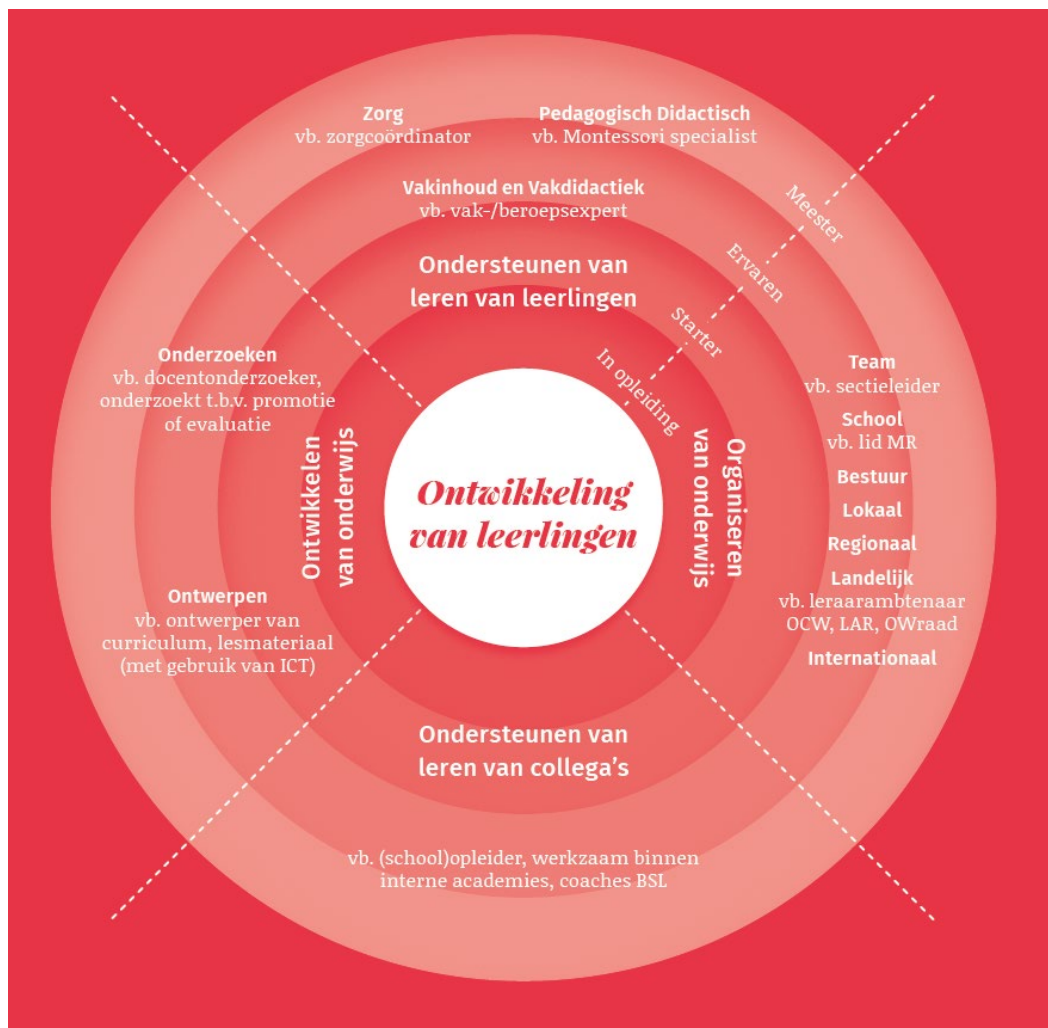 Zorg
vb. zorgcoördinator
Pedagogisch Didactisch
vb. Montessori specialist
Vakinhoud en Vakdidactiek
vb. vak-/beroepsexpert
Ondersteunen van
leren van leerlingen
Meester
Ervaren
Starter
In opleiding
Onderzoeken
vb. docentonderzoeker,
onderzoekt t.b.v. promotie
of evaluatie
Ontwerpen
vb. ontwerper van
curriculum, lesmateriaal
(met gebruik van ICT)
Ontwikkelen
van onderwijs
Ontwikkeling
van leerlingen
Organiseren
van onderwijs
Team
vb. sectieleider
School
vb. lid MR
Bestuur
Lokaal
Regionaal
Landelijk
vb. leraarambtenaar
OCW, LAR, OWraad
Internationaal
Ondersteunen van
leren van collega’s
vb. (school)opleider, werkzaam binnen
interne academies, coaches BSL